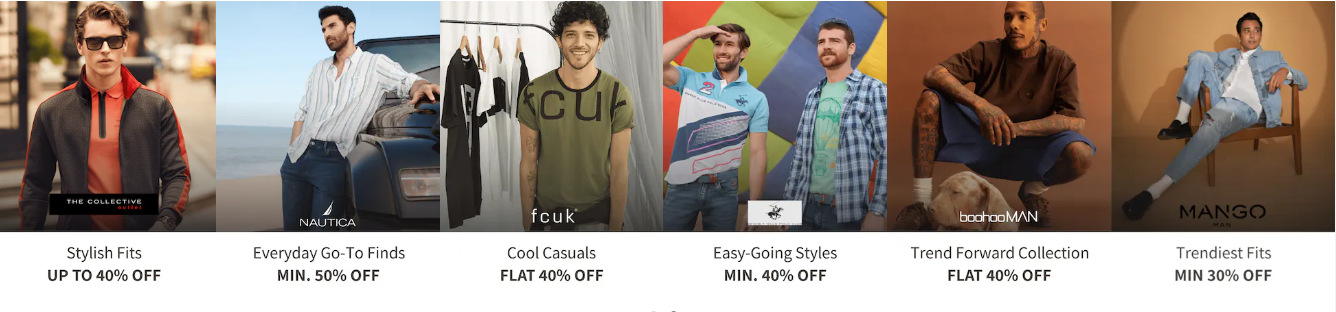 THE COLLECTIVE
outlet
Stylish Fits
UP TO 40% OFF
NAUTICA
Everyday Go-To Finds
MIN. 50% OFF
fcuk
fcuk
Cool Casuals
FLAT 40% OFF
2
Easy-Going Styles
MIN. 40% OFF
boohooMAN
Trend Forward Collection
FLAT 40% OFF
MANGO
MAN
Trendiest Fits
MIN 30% OFF